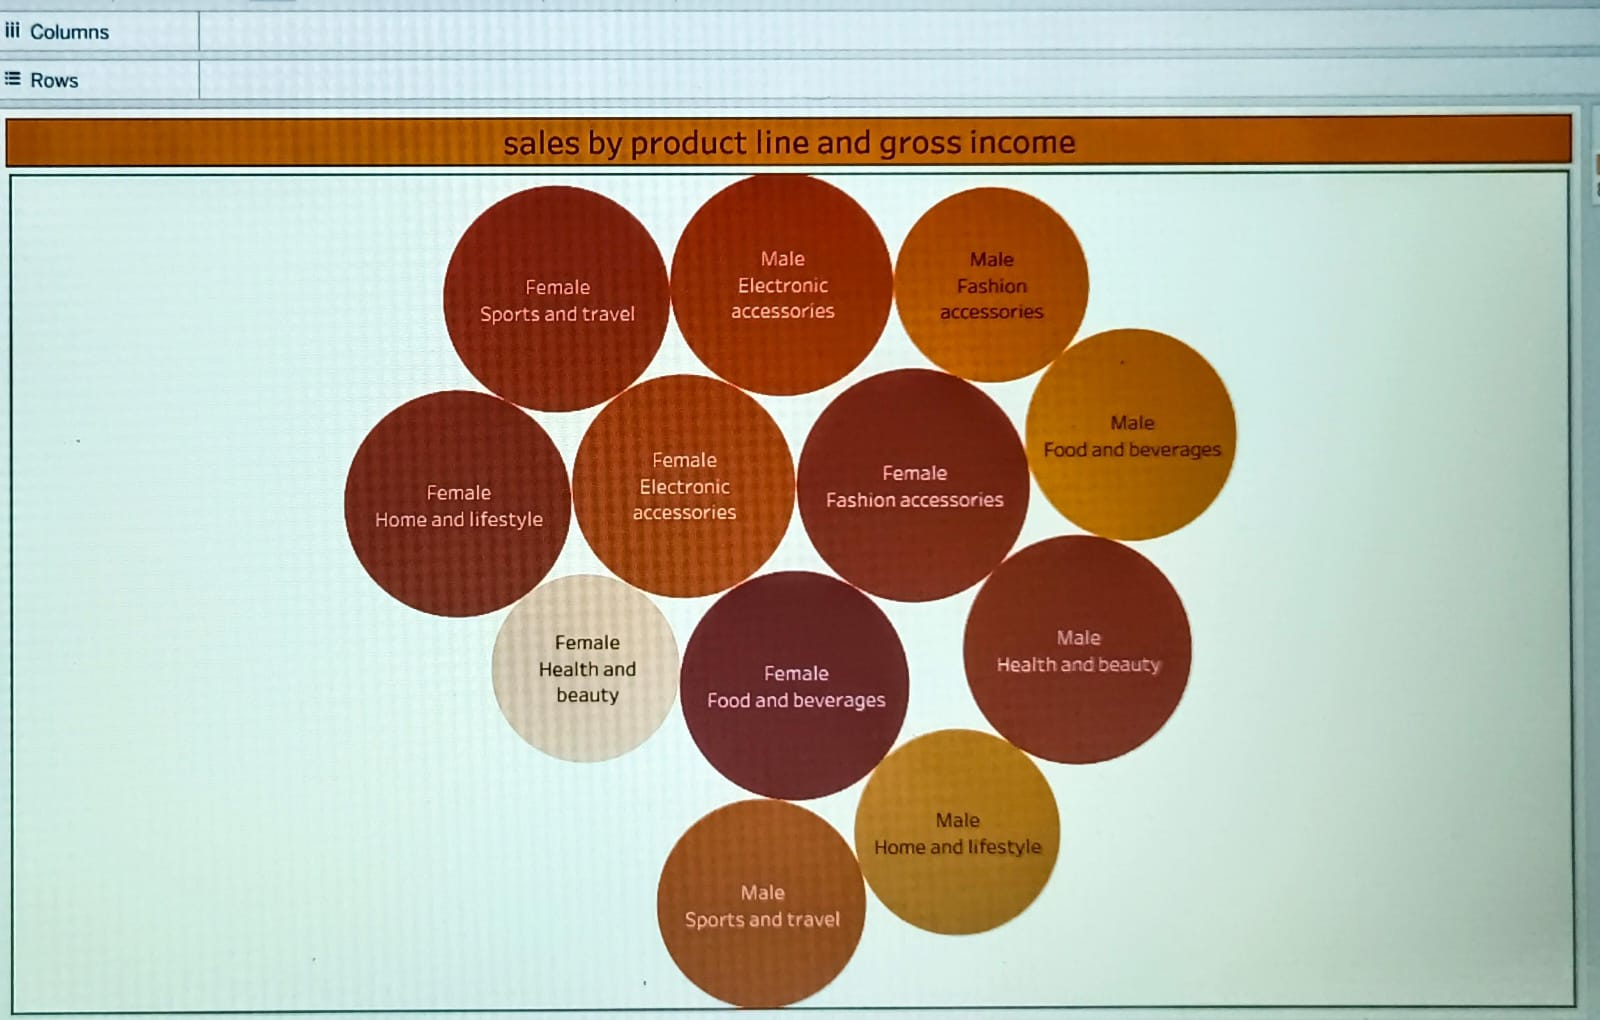 Columns
Rows
sales by product line and gross income
Female
Sports and travel
Male
Electronic
accessories
Male
Fashion
accessories
Male
Food and beverages
Female
Home and lifestyle
Female
Electronic
accessories
Female
Fashion accessories
Female
Health and
beauty
Female
Food and beverages
Male
Health and beauty
Male
Home and lifestyle
Male
Sports and travel